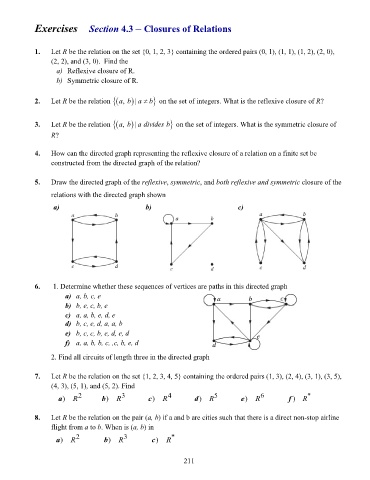 Exercises Section 4.3 – Closures of Relations
1. Let R be the relation on the set {0, 1, 2, 3} containing the ordered pairs (0, 1), (1, 1), (1, 2), (2, 0),
(2, 2), and (3, 0). Find the
a) Reflexive closure of R.
b) Symmetric closure of R.
2. Let R be the relation {(a, b) | a ≠ b} on the set of integers. What is the reflexive closure of R?
3. Let R be the relation {(a, b) | a divides b} on the set of integers. What is the symmetric closure of
R?
4. How can the directed graph representing the reflexive closure of a relation on a finite set be
constructed from the directed graph of the relation?
5. Draw the directed graph of the reflexive, symmetric, and both reflexive and symmetric closure of the
relations with the directed graph shown
a) b) c)
a b a b a b
c d c d c d
6. 1. Determine whether these sequences of vertices are paths in this directed graph
a) a, b, c, e
b) b, e, c, b, e
c) a, a, b, e, d, e
d) b, c, e, d, a, a, b
e) b, c, c, b, e, d, e, d
f) a, a, b, b, c, ,c, b, e, d
a b c
d e
2. Find all circuits of length three in the directed graph
7. Let R be the relation on the set {1, 2, 3, 4, 5} containing the ordered pairs (1, 3), (2, 4), (3, 1), (3, 5),
(4, 3), (5, 1), and (5, 2). Find
a) R² b) R³ c) R⁴ d) R⁵ e) R⁶ f) R*
8. Let R be the relation on the pair (a, b) if a and b are cities such that there is a direct non-stop airline
flight from a to b. When is (a, b) in
a) R² b) R³ c) R*
211